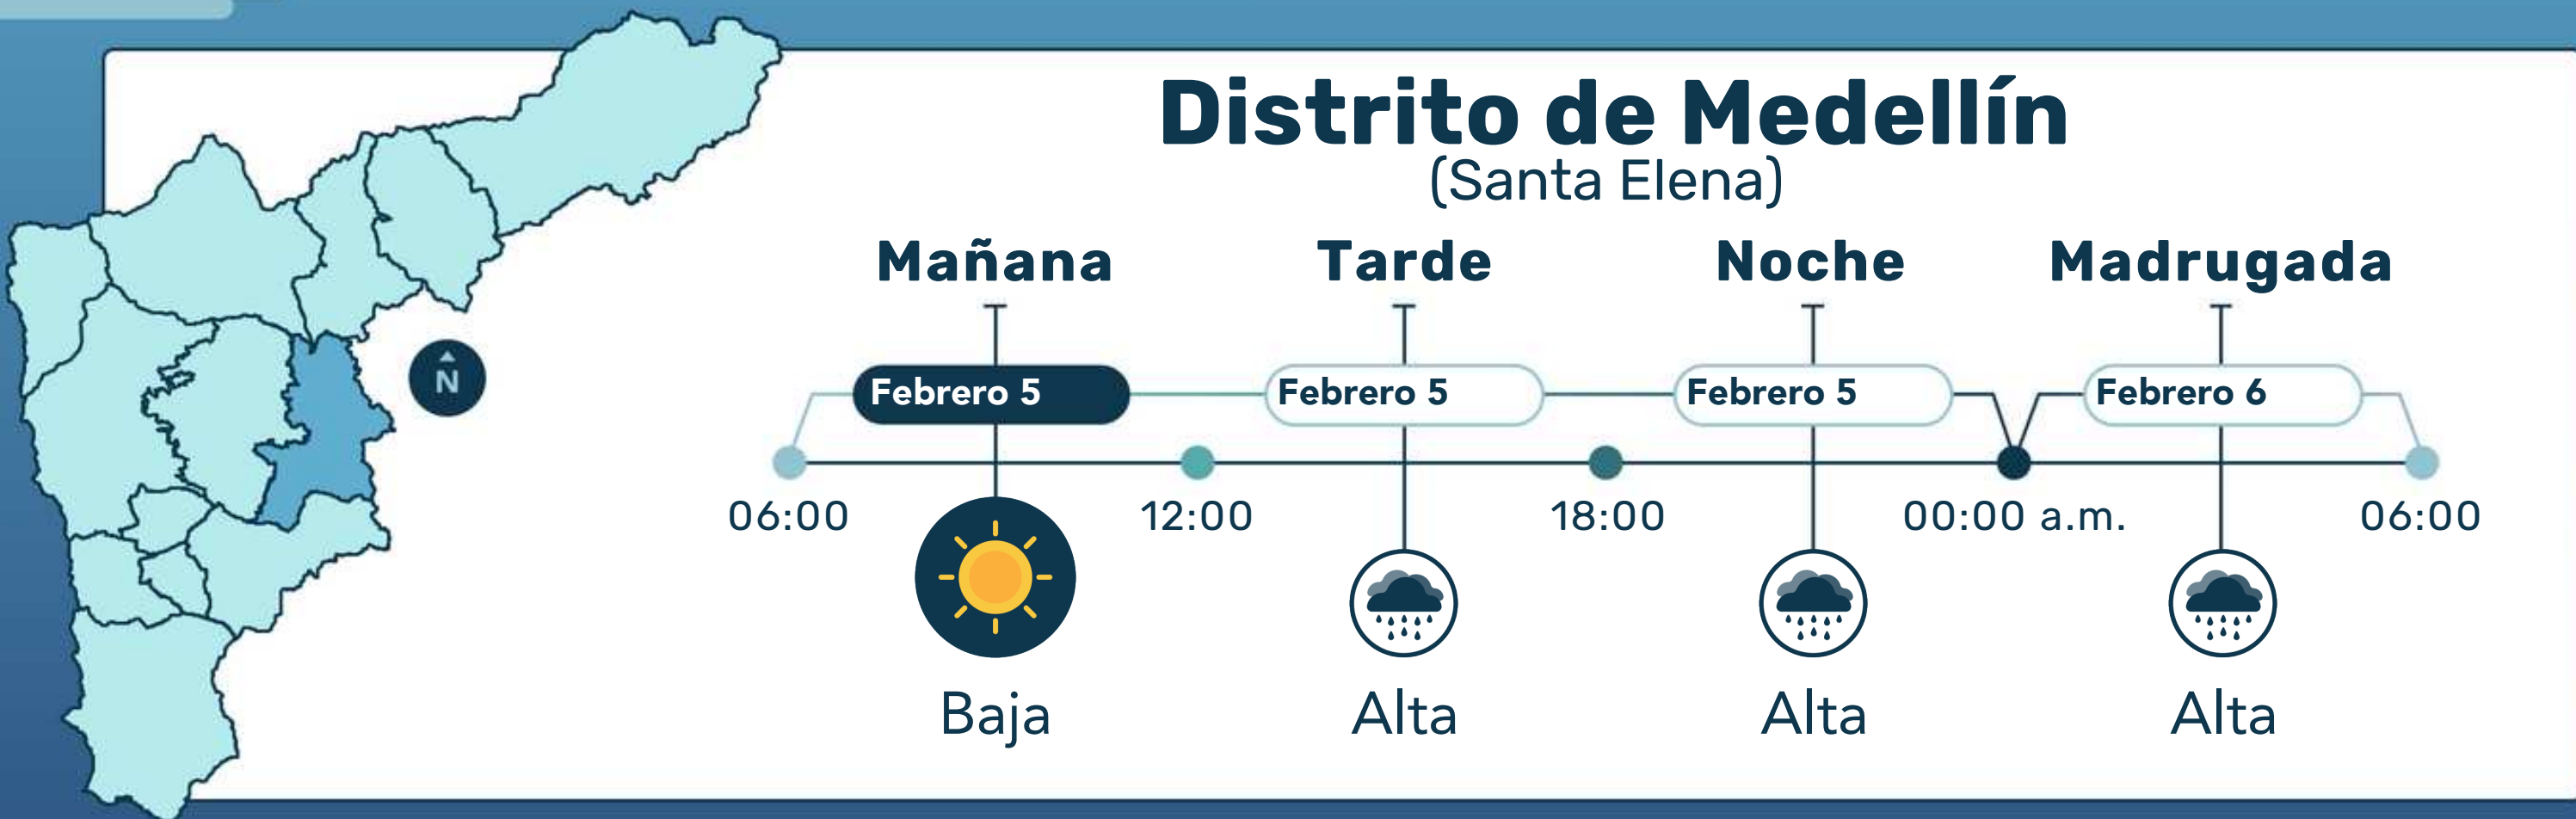 Distrito de Medellín
(Santa Elena)
Mañana Tarde Noche Madrugada
N
Febrero 5 Febrero 5 Febrero 5 Febrero 6
06:00 12:00 18:00 00:00 a.m. 06:00
Baja Alta Alta Alta